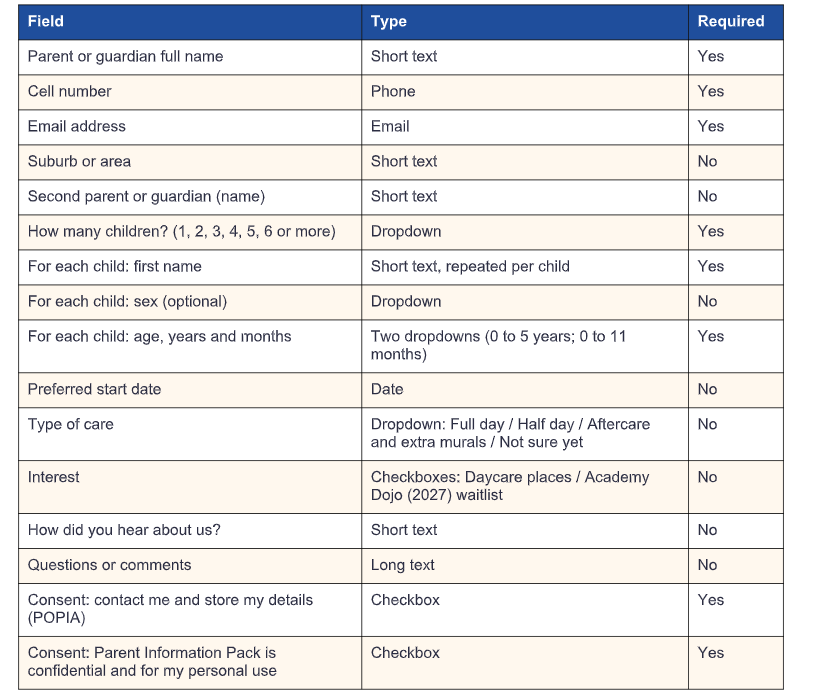 Field Type Required
Parent or guardian full name Short text Yes
Cell number Phone Yes
Email address Email Yes
Suburb or area Short text No
Second parent or guardian (name) Short text No
How many children? (1, 2, 3, 4, 5, 6 or more) Dropdown Yes
For each child: first name Short text, repeated per child Yes
For each child: sex (optional) Dropdown No
For each child: age, years and months Two dropdowns (0 to 5 years; 0 to 11 Yes
months)
Preferred start date Date No
Type of care Dropdown: Full day / Half day / Aftercare No
and extra murals / Not sure yet
Interest Checkboxes: Daycare places / Academy No
Dojo (2027) waitlist
How did you hear about us? Short text No
Questions or comments Long text No
Consent: contact me and store my details Checkbox Yes
(POPIA)
Consent: Parent Information Pack is Checkbox Yes
confidential and for my personal use